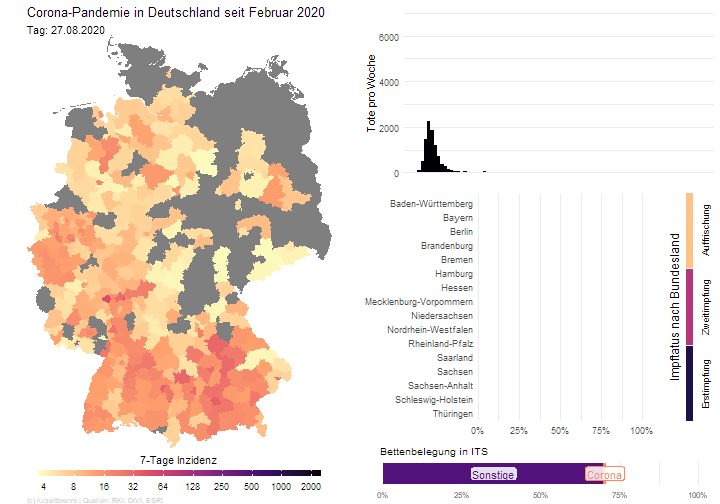 Corona-Pandemie in Deutschland seit Februar 2020
Tag: 27.08.2020
7-Tage Inzidenz
4 8 16 32 64 128 250 500 1000 2000
(c) /u/zeitbrennt | Quellen: RKI, DIVI, ESRI
Tote pro Woche
6000
4000
2000
0
Baden-Württemberg
Bayern
Berlin
Brandenburg
Bremen
Hamburg
Hessen
Mecklenburg-Vorpommern
Niedersachsen
Nordrhein-Westfalen
Rheinland-Pfalz
Saarland
Sachsen
Sachsen-Anhalt
Schleswig-Holstein
Thüringen
0% 25% 50% 75% 100%
Impfstatus nach Bundesland
Auffrischung
Zweitimpfung
Erstimpfung
Bettenbelegung in ITS
Sonstige Corona
0% 25% 50% 75% 100%